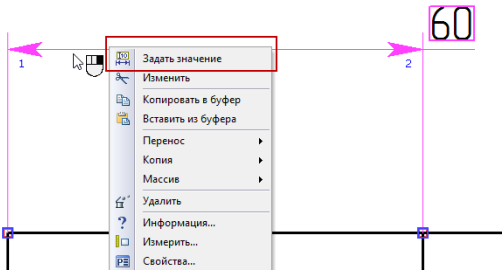 60
1
2
Задать значение
Изменить
Копировать в буфер
Вставить из буфера
Перенос
Копия
Массив
Удалить
Информация...
Измерить...
Свойства...